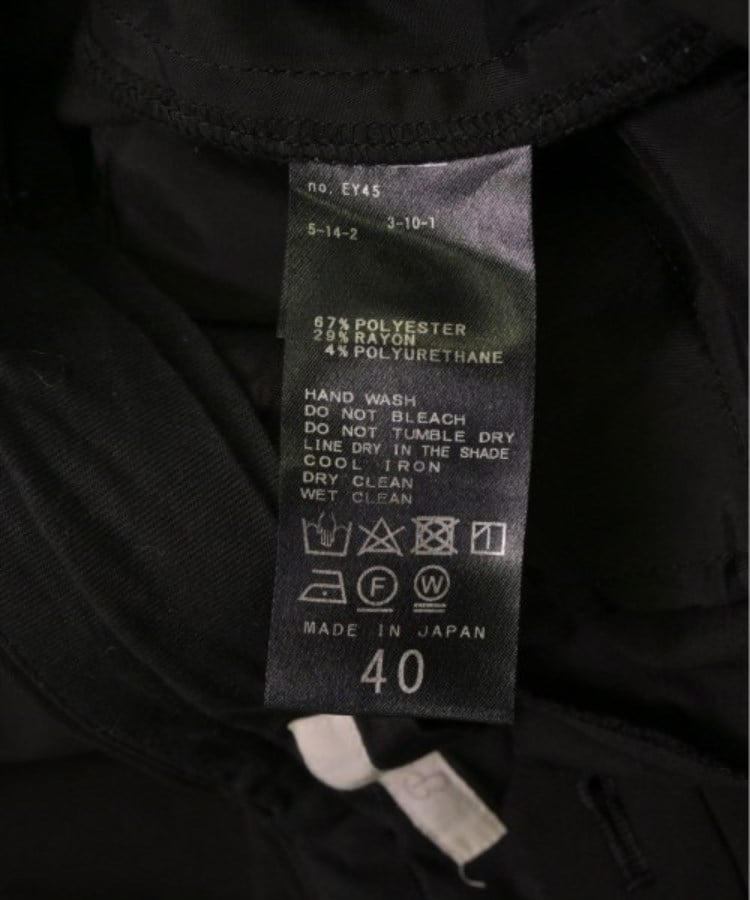 no. EY45
3-10-1
5-14-2
67% POLYESTER
29% RAYON
4% POLYURETHANE
HAND WASH
DO NOT BLEACH
DO NOT TUMBLE DRY
LINE DRY IN THE SHADE
COOL IRON
DRY CLEAN
WET CLEAN
F W
MADE IN JAPAN
40